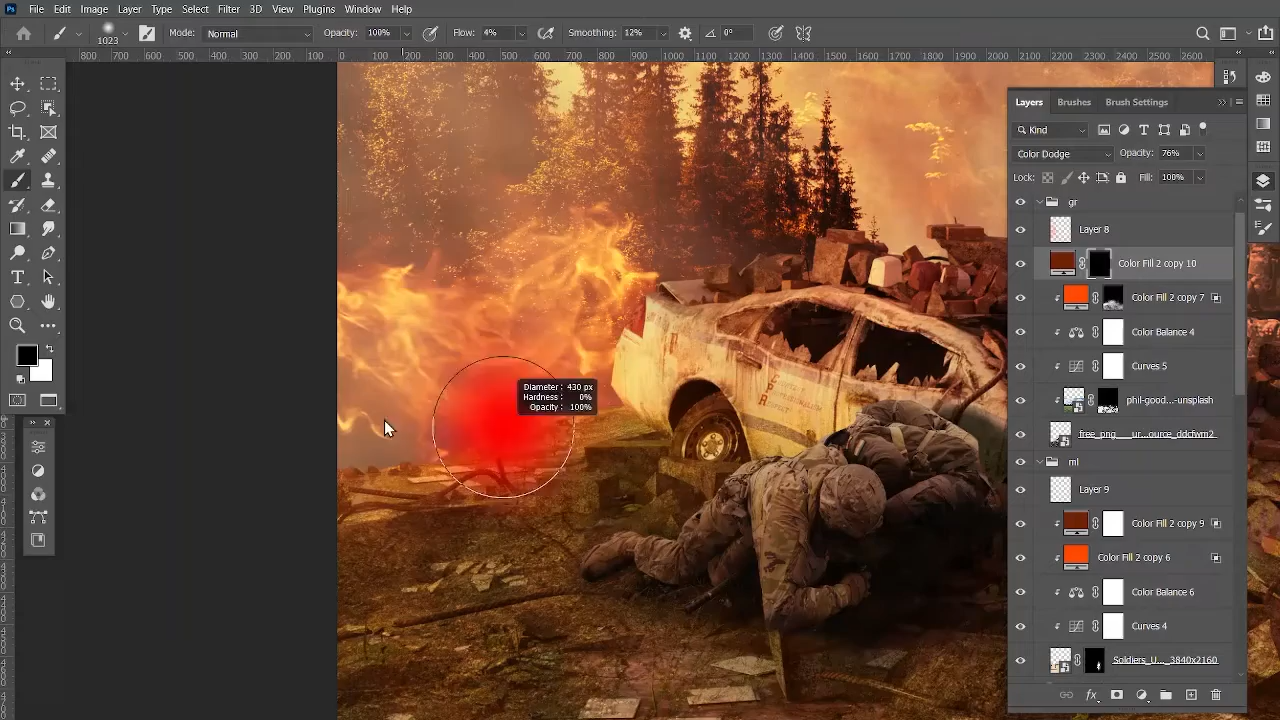 Ps File Edit Image Layer Type Select Filter 3D View Plugins Window Help
1023 Mode: Normal Opacity: 100% Flow: 4% Smoothing: 12% 0°
800 700 600 500 400 300 200 100 0 100 200 300 400 500 600 700 800 900 1000 1100 1200 1300 1400 1500 1600 1700 1800 1900 2000 2100 2200 2300 2400 2500 2600
Layers Brushes Brush Settings
Kind
Color Dodge Opacity: 76%
Lock: Fill: 100%
gr
Layer 8
Color Fill 2 copy 10
Color Fill 2 copy 7
Color Balance 4
Curves 5
phil-good...-unsplash
free_png___un...ource_ddcfwm2
ml
Layer 9
Color Fill 2 copy 9
Color Fill 2 copy 6
Color Balance 6
Curves 4
Soldiers_U..._3840x2160
fx
Diameter: 430 px
Hardness: 0%
Opacity: 100%